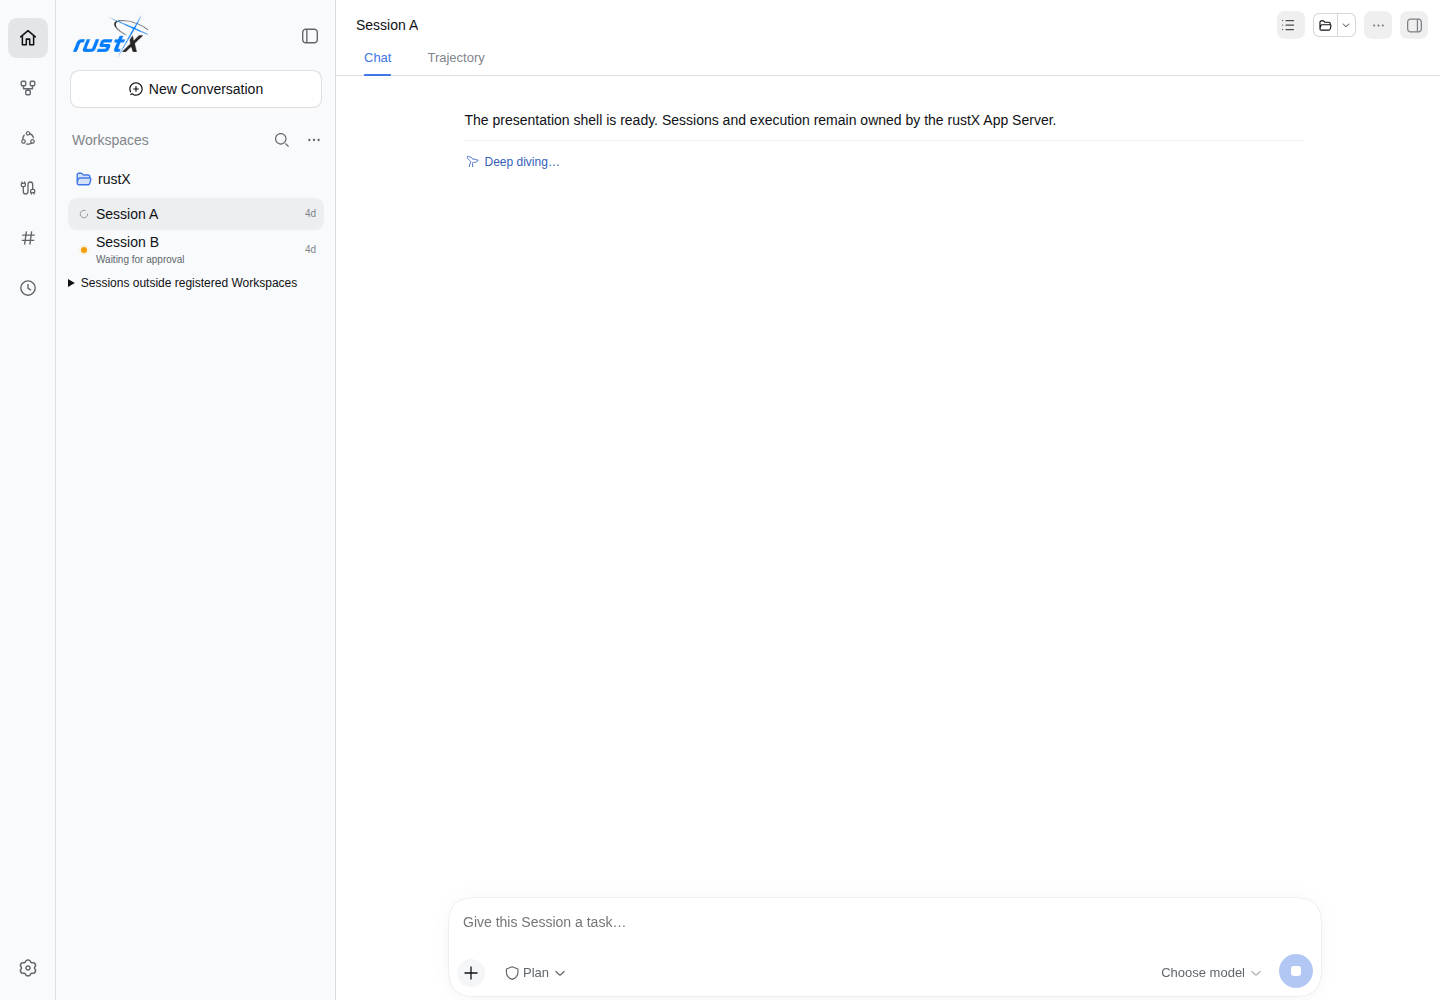 rustX
New Conversation
Workspaces
rustX
Session A
4d
Session B
Waiting for approval
4d
Sessions outside registered Workspaces
Session A
Chat
Trajectory
The presentation shell is ready. Sessions and execution remain owned by the rustX App Server.
Deep diving…
Give this Session a task…
Plan
Choose model